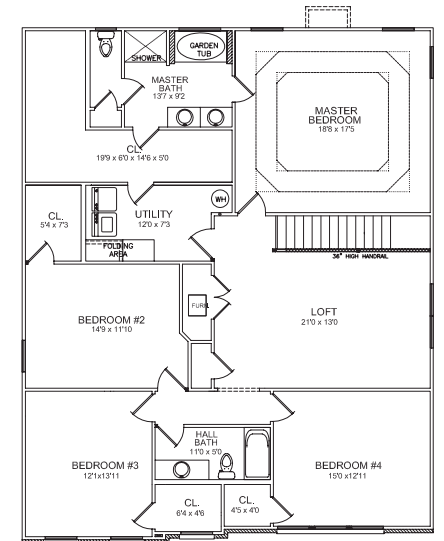 GARDEN
TUB
SHOWER
MASTER
BATH
13'7 x 9'2
MASTER
BEDROOM
18'8 x 17'5
CL.
19'9 x 6'0 x 14'6 x 5'0
CL.
5'4 x 7'3
UTILITY
12'0 x 7'3
WH
FOLDING
AREA
36" HIGH HANDRAIL
FURN.
LOFT
21'0 x 13'0
BEDROOM #2
14'9 x 11'10
HALL
BATH
11'0 x 5'0
BEDROOM #3
12'1x13'11
BEDROOM #4
15'0 x 12'11
CL.
6'4 x 4'6
CL.
4'5 x 4'0